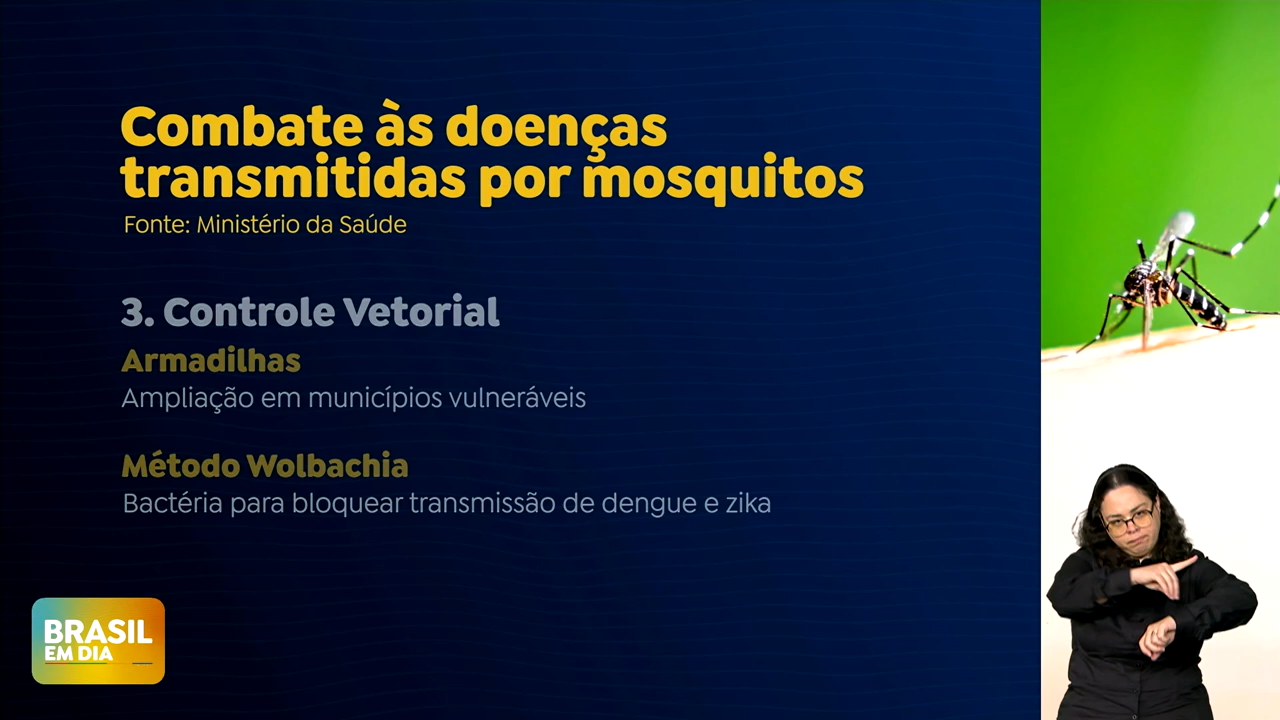 Combate às doenças
transmitidas por mosquitos
Fonte: Ministério da Saúde
3. Controle Vetorial
Armadilhas
Ampliação em municípios vulneráveis
Método Wolbachia
Bactéria para bloquear transmissão de dengue e zika
BRASIL
EM DIA